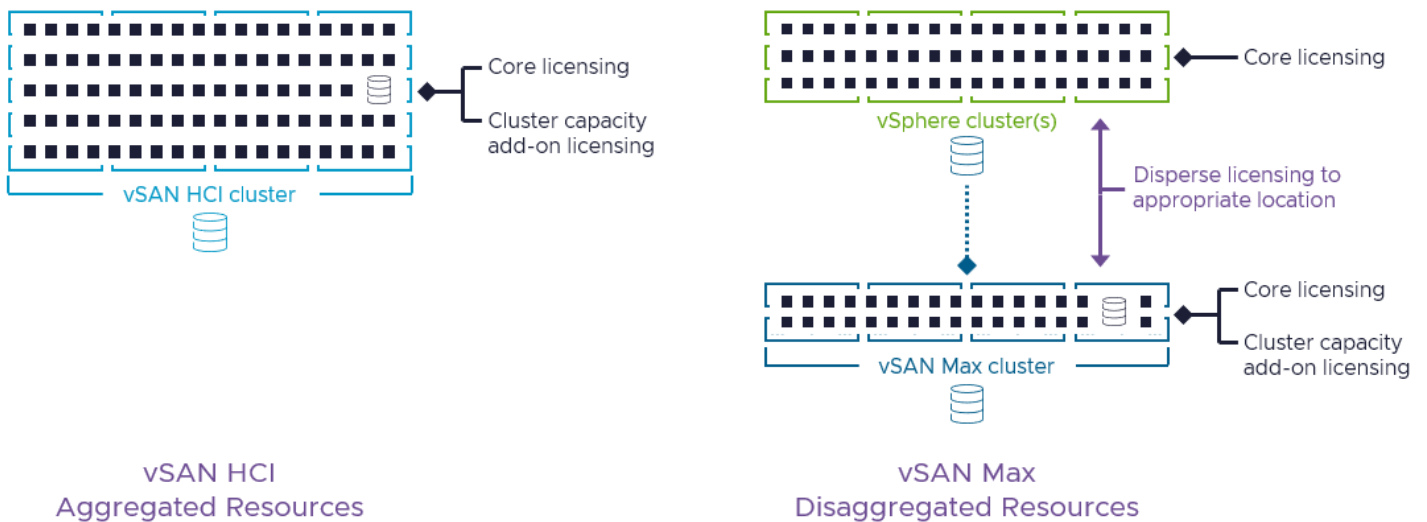 Core licensing
Cluster capacity
add-on licensing
vSAN HCI cluster
vSAN HCI
Aggregated Resources
Core licensing
vSphere cluster(s)
Disperse licensing to
appropriate location
Core licensing
Cluster capacity
add-on licensing
vSAN Max cluster
vSAN Max
Disaggregated Resources